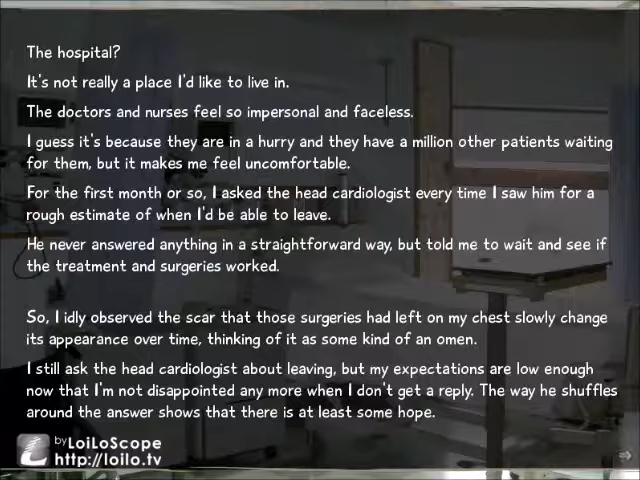 The hospital?
It's not really a place I'd like to live in.
The doctors and nurses feel so impersonal and faceless.
I guess it's because they are in a hurry and they have a million other patients waiting
for them, but it makes me feel uncomfortable.
For the first month or so, I asked the head cardiologist every time I saw him for a
rough estimate of when I'd be able to leave.
He never answered anything in a straightforward way, but told me to wait and see if
the treatment and surgeries worked.
So, I idly observed the scar that those surgeries had left on my chest slowly change
its appearance over time, thinking of it as some kind of an omen.
I still ask the head cardiologist about leaving, but my expectations are low enough
now that I'm not disappointed any more when I don't get a reply. The way he shuffles
around the answer shows that there is at least some hope.
by LoiLoScope
http://loilo.tv